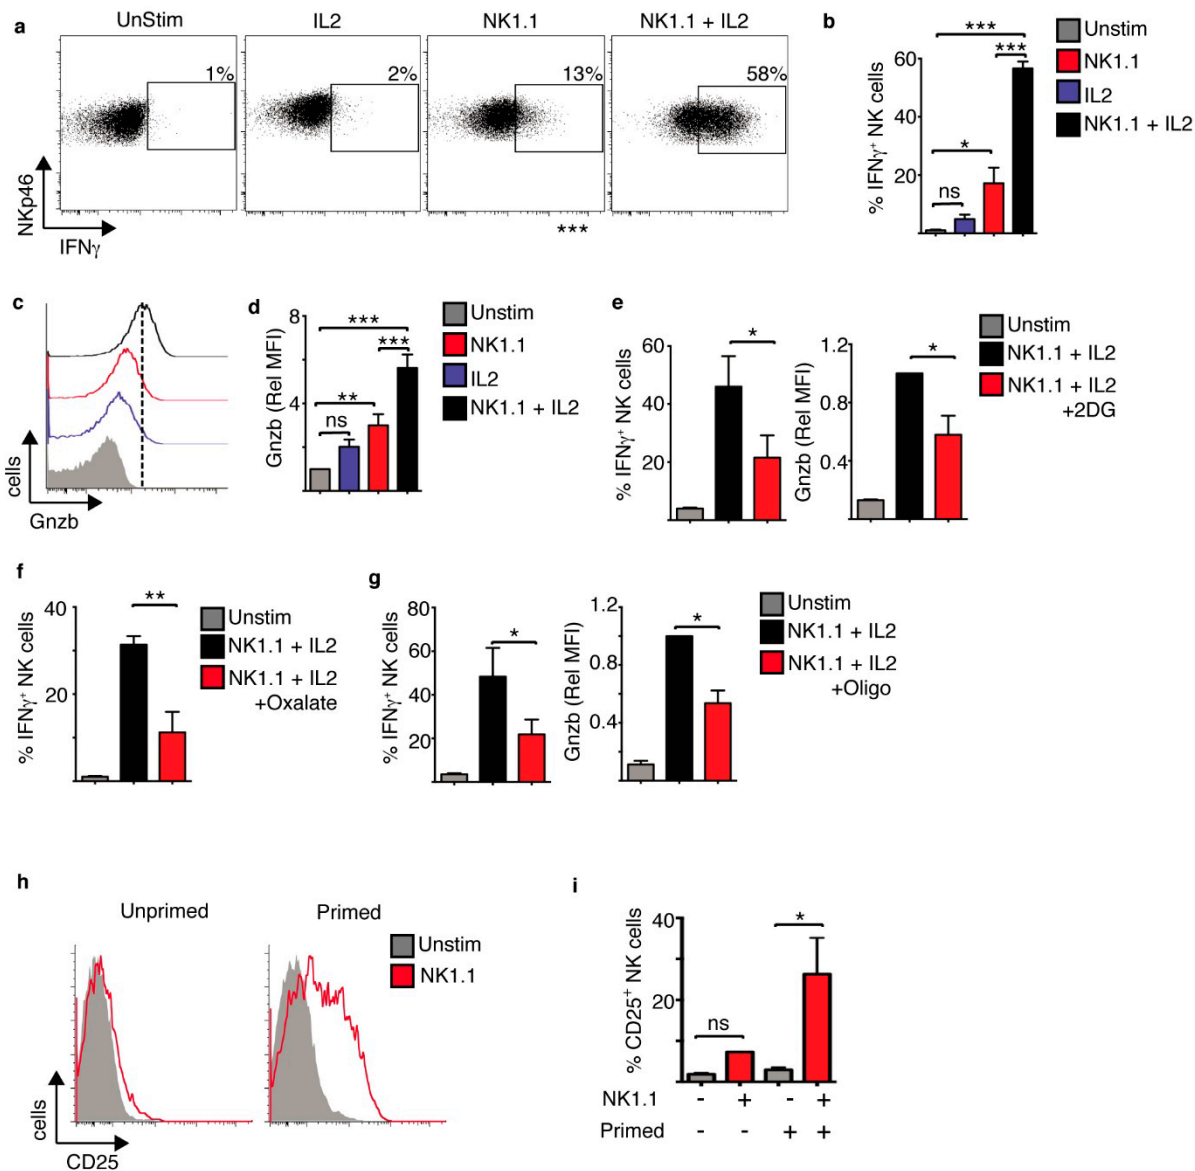 a
UnStim
IL2
NK1.1
NK1.1 + IL2
1%
2%
13%
58%
NKp46
IFNγ
***
b
% IFNγ+ NK cells
60
40
20
ns
*
***
***
Unstim
NK1.1
IL2
NK1.1 + IL2
c
cells
Gnzb
d
Gnzb (Rel MFI)
8
4
ns
**
***
***
Unstim
NK1.1
IL2
NK1.1 + IL2
e
% IFNγ+ NK cells
60
40
20
*
Gnzb (Rel MFI)
1.2
0.8
0.4
*
Unstim
NK1.1 + IL2
NK1.1 + IL2
+2DG
f
% IFNγ+ NK cells
40
20
**
Unstim
NK1.1 + IL2
NK1.1 + IL2
+Oxalate
g
% IFNγ+ NK cells
80
60
40
20
*
Gnzb (Rel MFI)
1.2
0.8
0.4
*
Unstim
NK1.1 + IL2
NK1.1 + IL2
+Oligo
h
Unprimed
Primed
Unstim
NK1.1
cells
CD25
i
% CD25+ NK cells
40
20
0
ns
*
NK1.1 - + - +
Primed - - + +